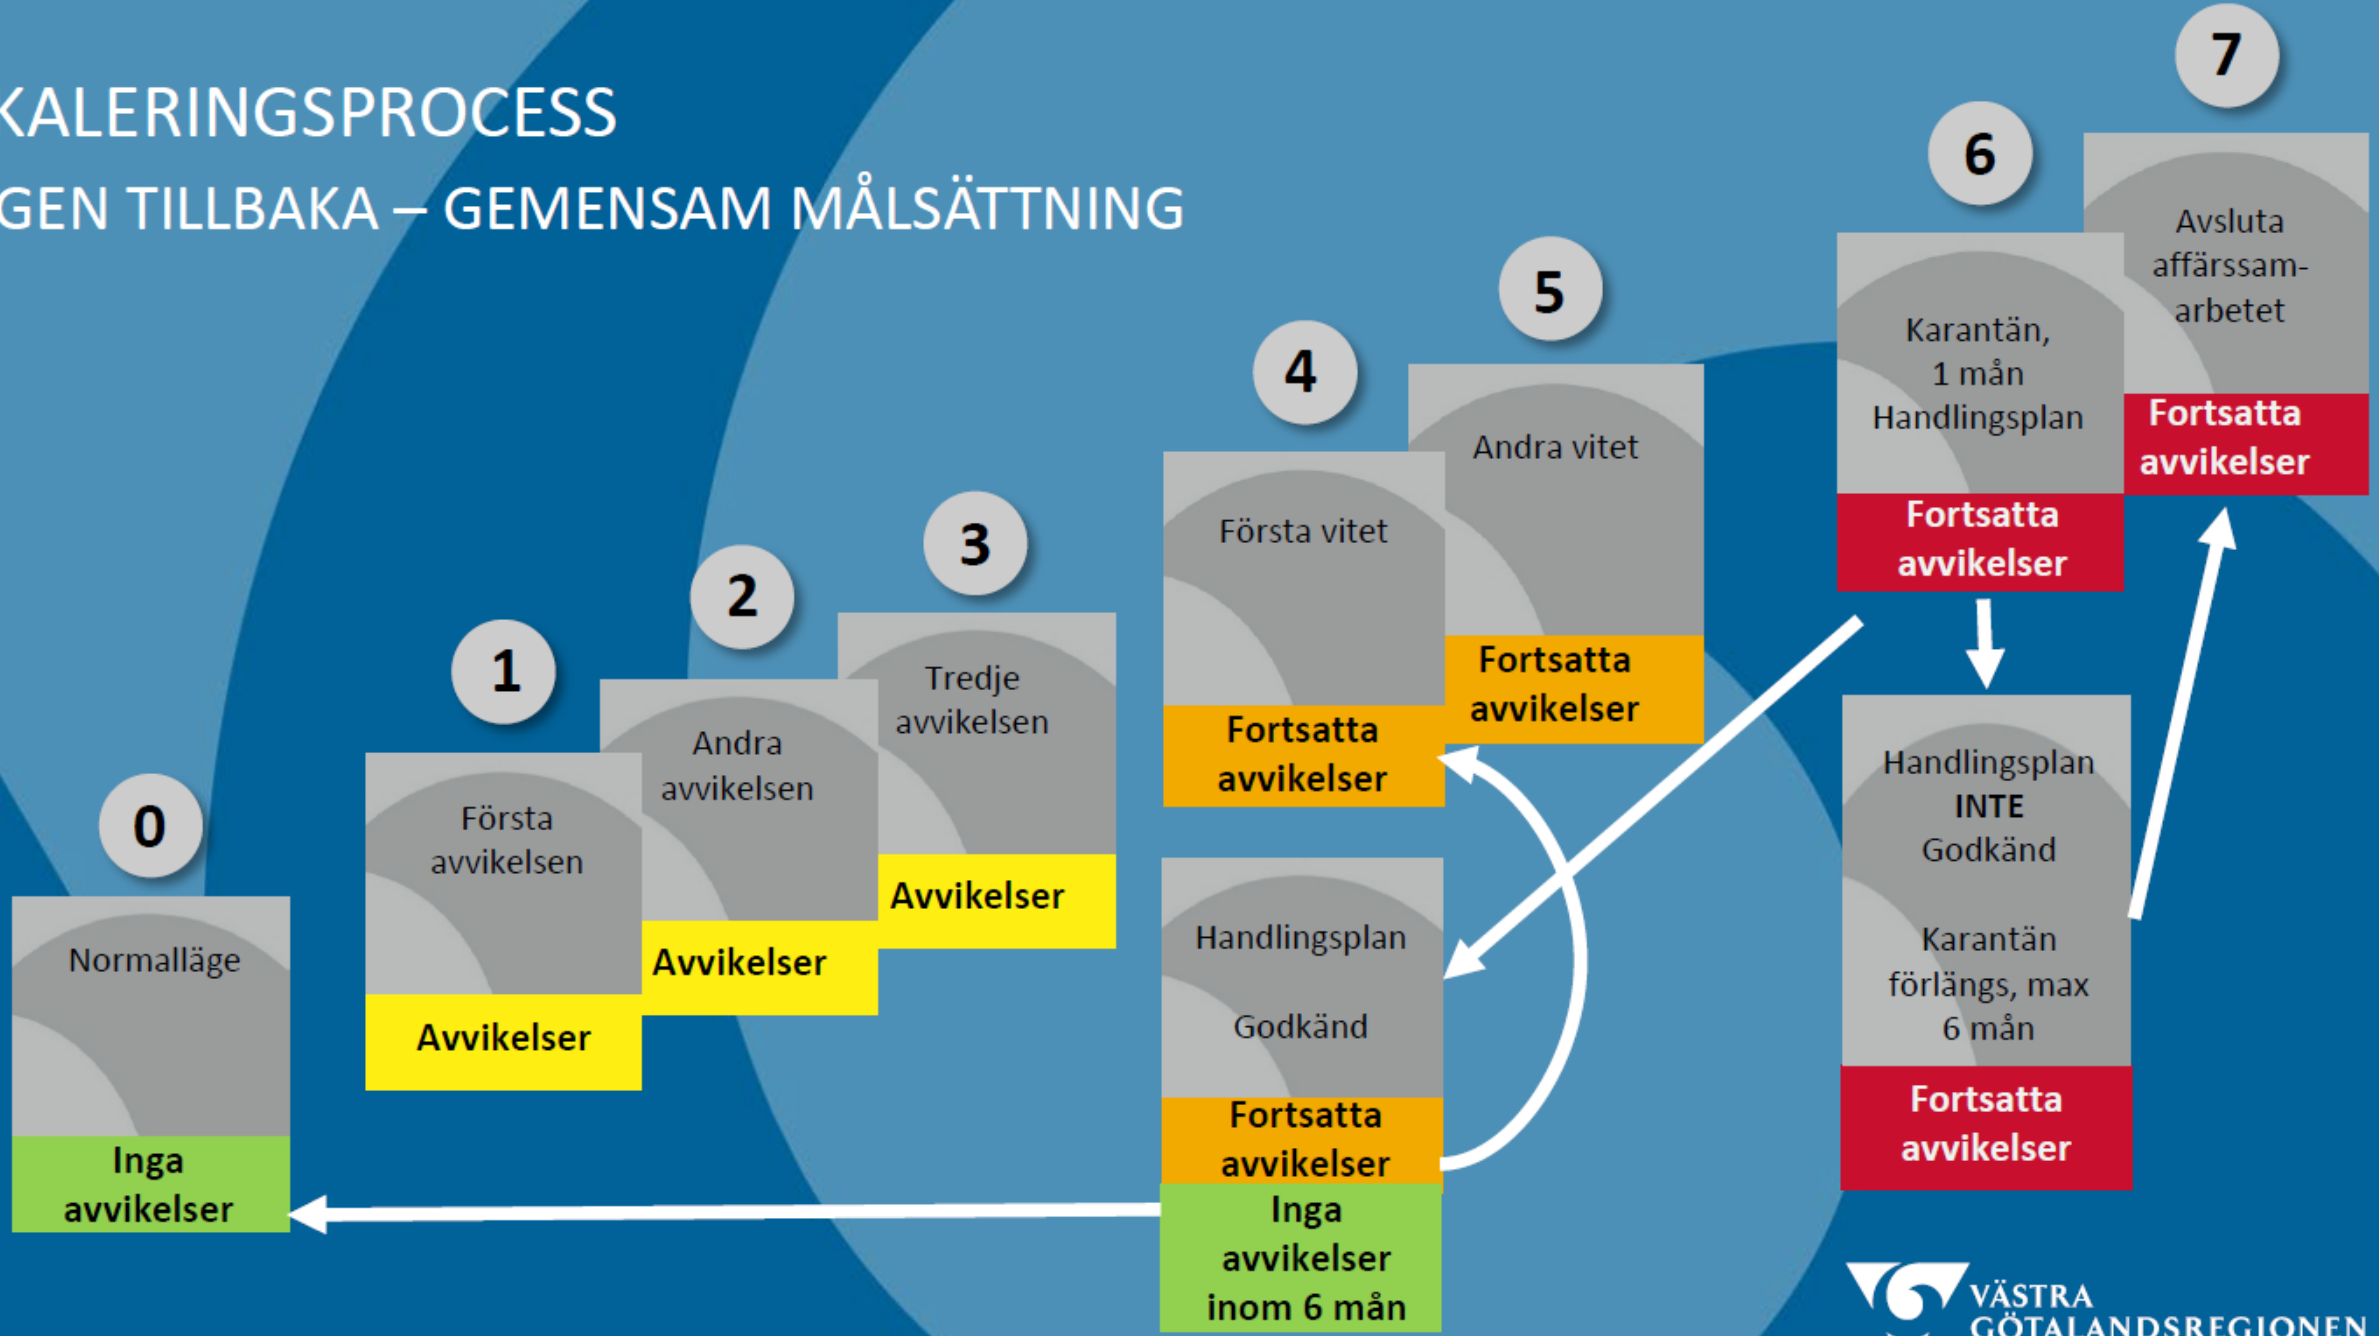 KALERINGSPROCESS
GEN TILLBAKA – GEMENSAM MÅLSÄTTNING
0
Normalläge
Inga
avvikelser
1
Första
avvikelsen
Avvikelser
2
Andra
avvikelsen
Avvikelser
3
Tredje
avvikelsen
Avvikelser
4
Första vitet
Fortsatta
avvikelser
Handlingsplan
Godkänd
Fortsatta
avvikelser
Inga
avvikelser
inom 6 mån
5
Andra vitet
Fortsatta
avvikelser
6
Karantän,
1 mån
Handlingsplan
Fortsatta
avvikelser
Handlingsplan
INTE
Godkänd
Karantän
förlängs, max
6 mån
Fortsatta
avvikelser
7
Avsluta
affärssam-
arbetet
Fortsatta
avvikelser
VÄSTRA
GÖTALANDSREGIONEN